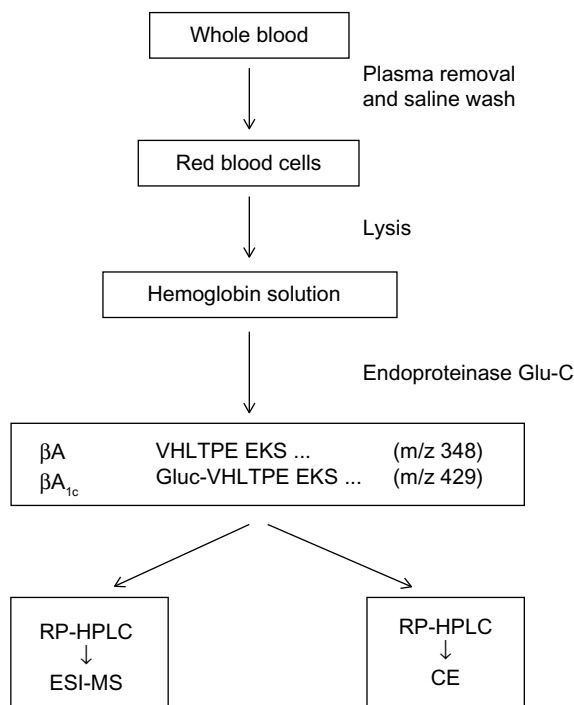 Whole blood
Plasma removal
and saline wash
Red blood cells
Lysis
Hemoglobin solution
Endoproteinase Glu-C
βA VHLTPE EKS ... (m/z 348)
βA1c Gluc-VHLTPE EKS ... (m/z 429)
RP-HPLC
↓
ESI-MS
RP-HPLC
↓
CE